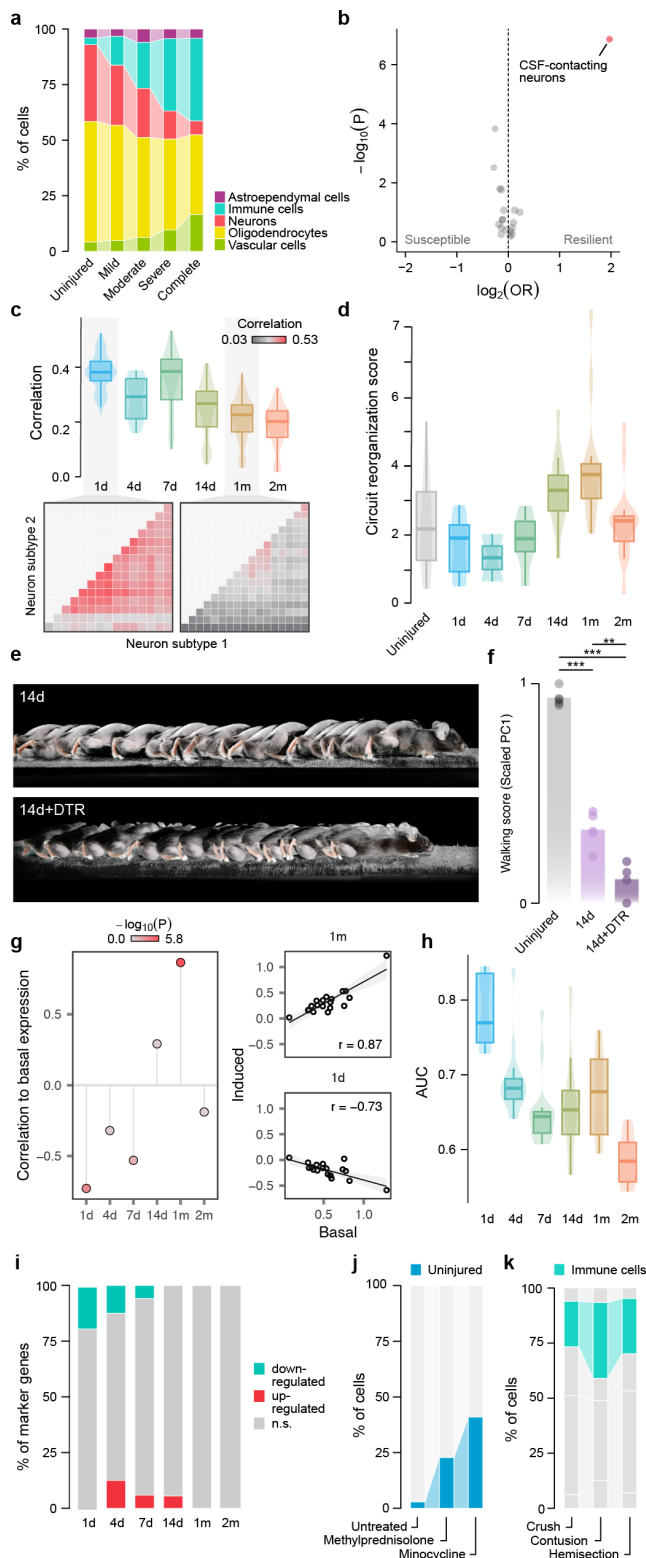 a
100
75
50
25
0
% of cells
Astroependymal cells
Immune cells
Neurons
Oligodendrocytes
Vascular cells
Uninjured
Mild
Moderate
Severe
Complete
b
6
4
2
0
−log10(P)
CSF-contacting
neurons
Susceptible
Resilient
−2
−1
0
1
2
log2(OR)
c
Correlation
0.03
0.53
0.4
0.2
0.0
Correlation
1d
4d
7d
14d
1m
2m
Neuron subtype 2
Neuron subtype 1
d
7
6
4
3
2
1
0
Circuit reorganization score
Uninjured
1d
4d
7d
14d
1m
2m
e
14d
14d+DTR
f
**
***
***
1
0
Walking score (Scaled PC1)
Uninjured
14d
14d+DTR
g
−log10(P)
0.0
5.8
0.5
0.0
−0.5
Correlation to basal expression
1d
4d
7d
14d
1m
2m
1m
1.0
0.5
0.0
−0.5
r = 0.87
Induced
1d
1.0
0.5
0.0
−0.5
r = −0.73
0.5
1.0
Basal
h
0.8
0.7
0.6
AUC
1d
4d
7d
14d
1m
2m
i
100
75
50
25
0
% of marker genes
down-
regulated
up-
regulated
n.s.
1d
4d
7d
14d
1m
2m
j
Uninjured
100
75
50
25
0
% of cells
Untreated
Methylprednisolone
Minocycline
k
Immune cells
100
75
50
25
0
% of cells
Crush
Contusion
Hemisection